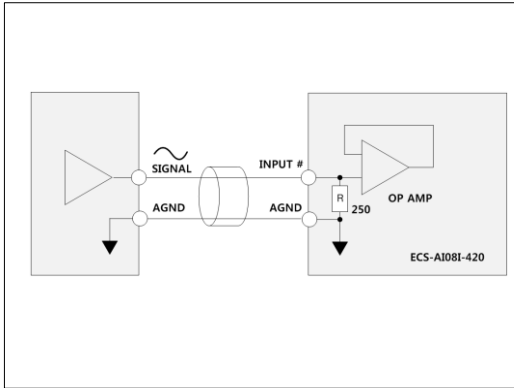 SIGNAL
INPUT #
AGND
AGND
R
250
OP AMP
ECS-AI08I-420